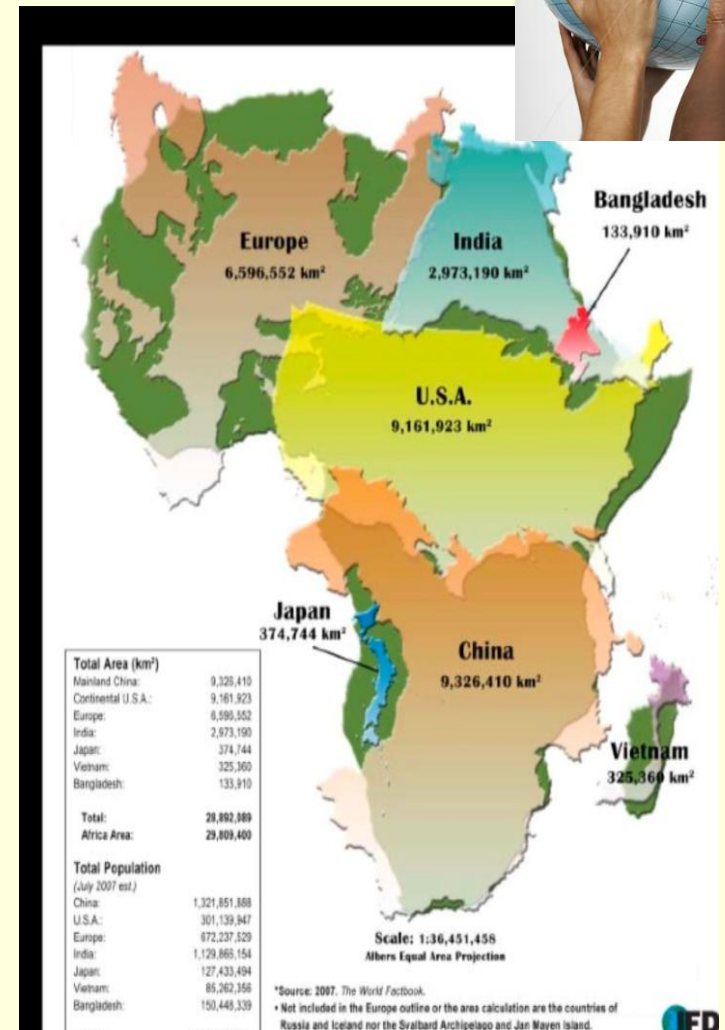 Bangladesh
133,910 km²
Europe
6,596,552 km²
India
2,973,190 km²
U.S.A.
9,161,923 km²
Japan
374,744 km²
China
9,326,410 km²
Vietnam
325,360 km²
Total Area (km²)
Mainland China: 9,326,410
Continental U.S.A.: 9,161,923
Europe: 6,596,552
India: 2,973,190
Japan: 374,744
Vietnam: 325,360
Bangladesh: 133,910
Total: 28,892,089
Africa Area: 29,809,400
Total Population
(July 2007 est.)
China: 1,321,851,888
U.S.A.: 301,139,947
Europe: 672,237,529
India: 1,129,866,154
Japan: 127,433,494
Vietnam: 85,262,356
Bangladesh: 150,448,339
Scale: 1:36,451,458
Albers Equal Area Projection
*Source: 2007. The World Factbook.
• Not included in the Europe outline or the area calculation are the countries of
Russia and Iceland nor the Svalbard Archipelago and Jan Mayen Island.